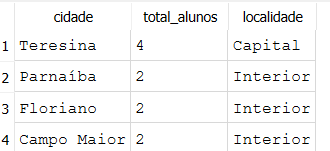 cidade total_alunos localidade
1 Teresina 4 Capital
2 Parnaíba 2 Interior
3 Floriano 2 Interior
4 Campo Maior 2 Interior